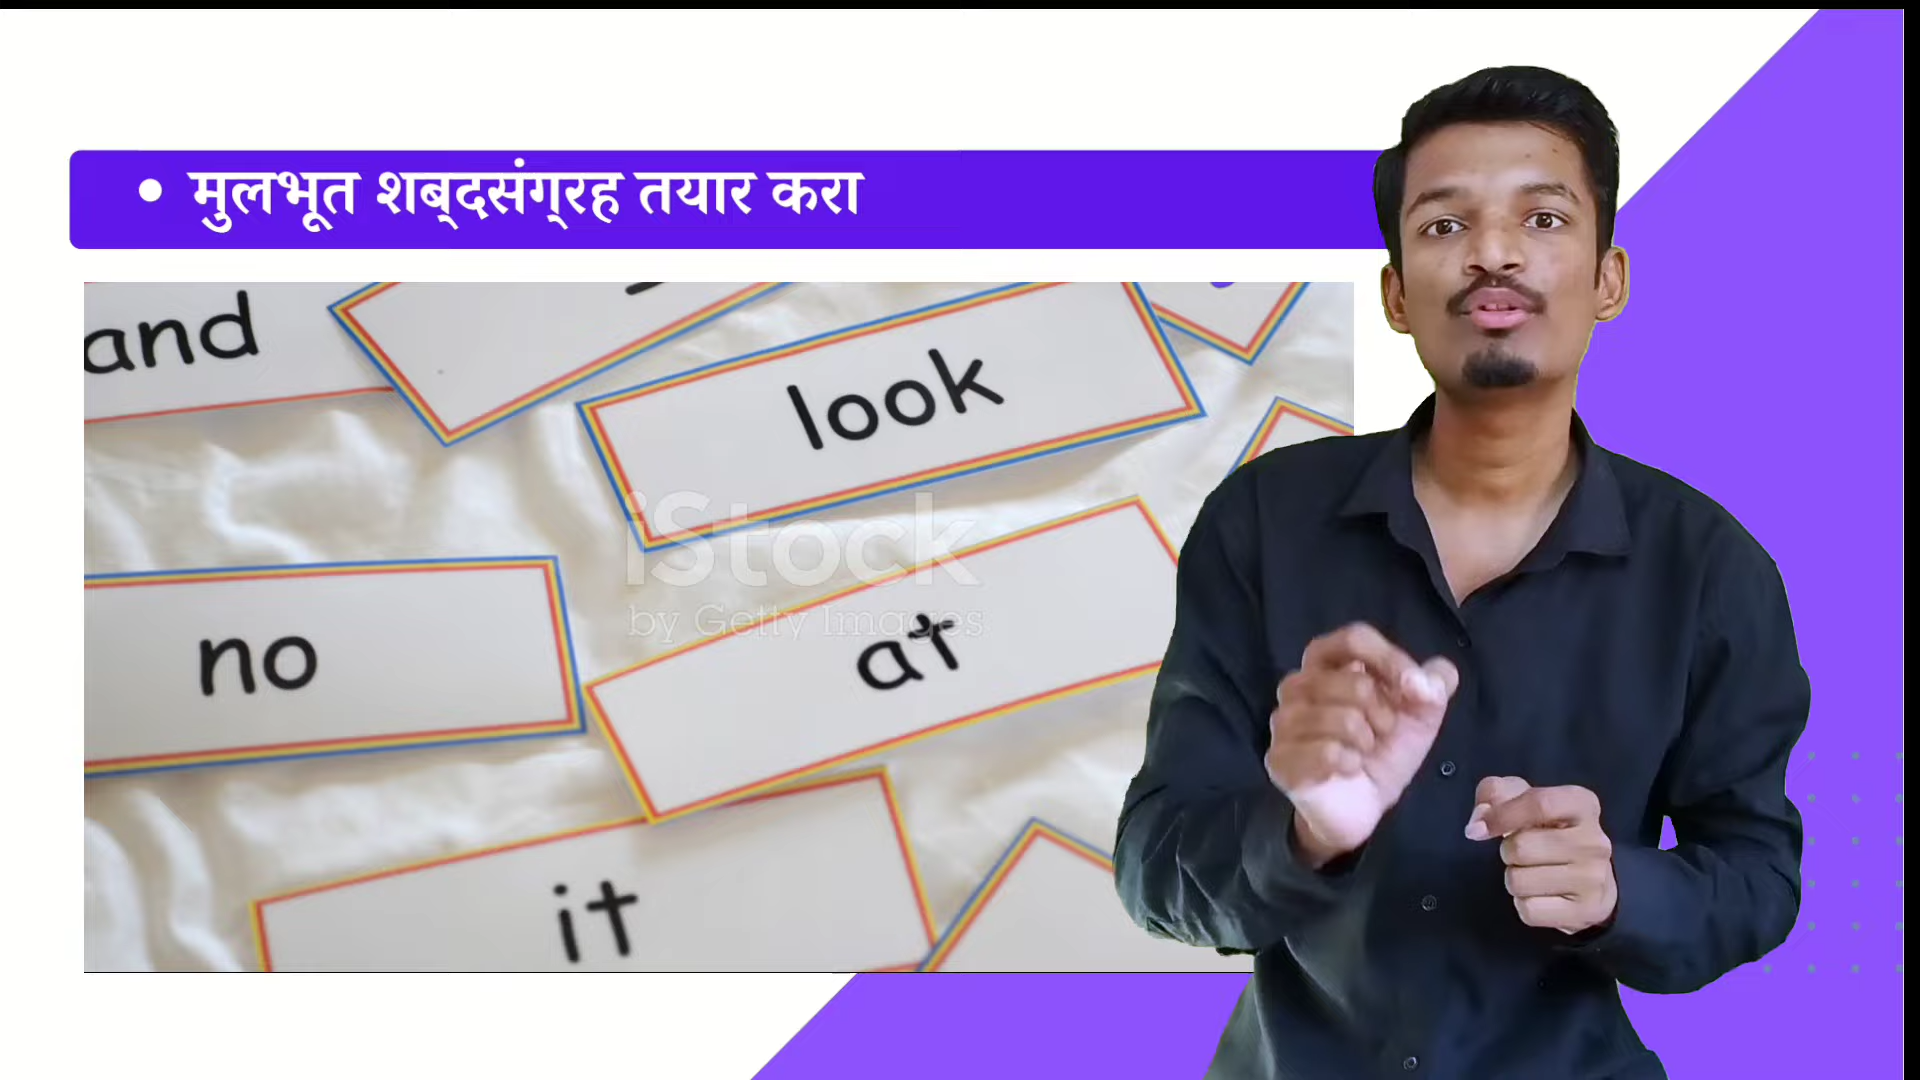 • मुलभूत शब्दसंग्रह तयार करा
and
look
iStock
by Getty Images
no
at
it